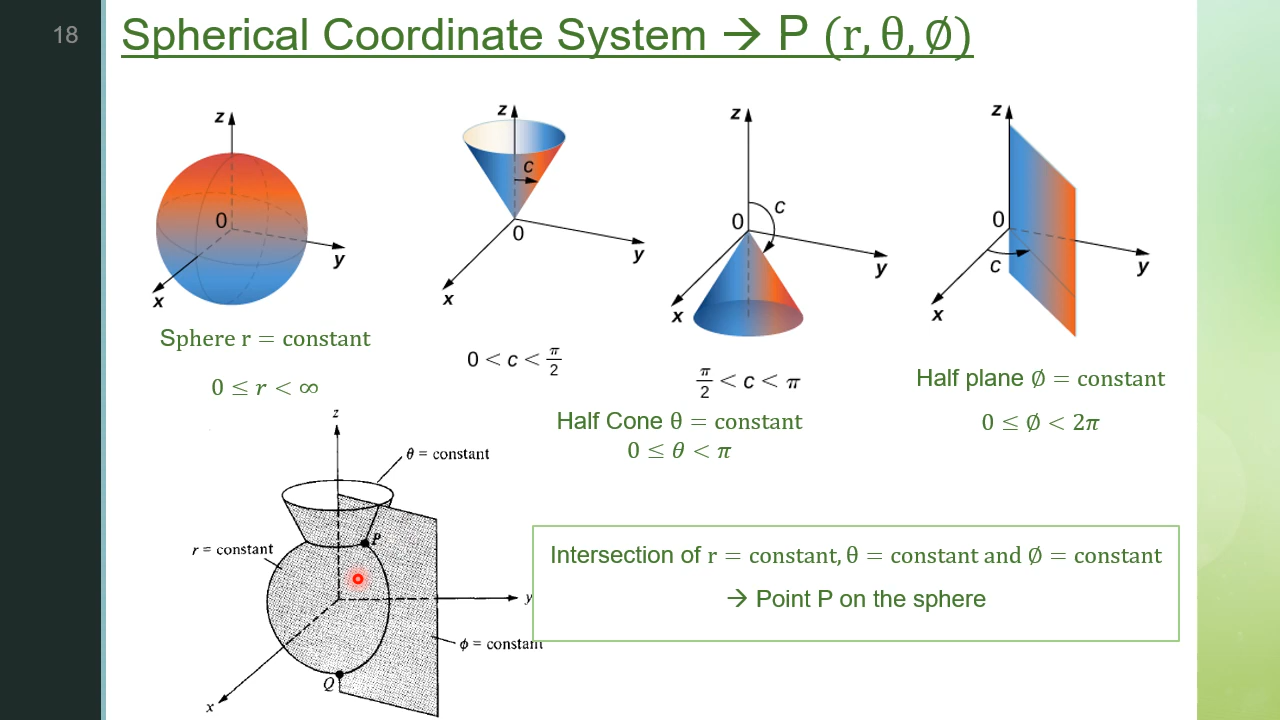 18
Spherical Coordinate System → P (r, θ, ∅)
z
0
y
x
Sphere r = constant
0 ≤ r < ∞
z
c
0
y
x
0 < c < π/2
z
c
0
y
x
π/2 < c < π
Half Cone θ = constant
0 ≤ θ < π
z
0
c
y
x
Half plane ∅ = constant
0 ≤ ∅ < 2π
z
θ = constant
r = constant
P
y
ϕ = constant
Q
x
Intersection of r = constant, θ = constant and ∅ = constant
→ Point P on the sphere